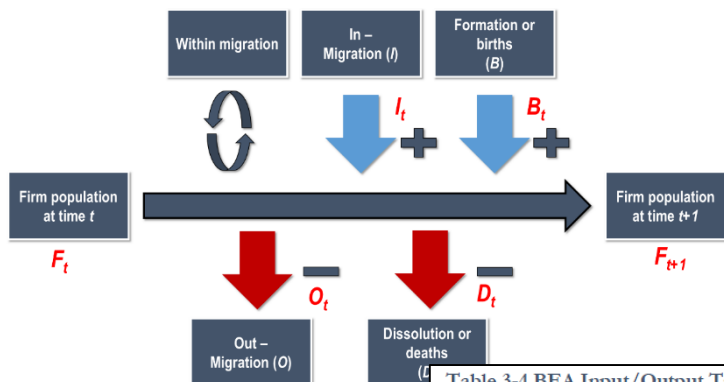 Within migration
In –
Migration (I)
Formation or
births
(B)
It
Bt
Firm population
at time t
Firm population
at time t+1
Ft
Ft+1
Ot
Dt
Out –
Migration (O)
Dissolution or
deaths
Table 3-4 BEA Input/Output T